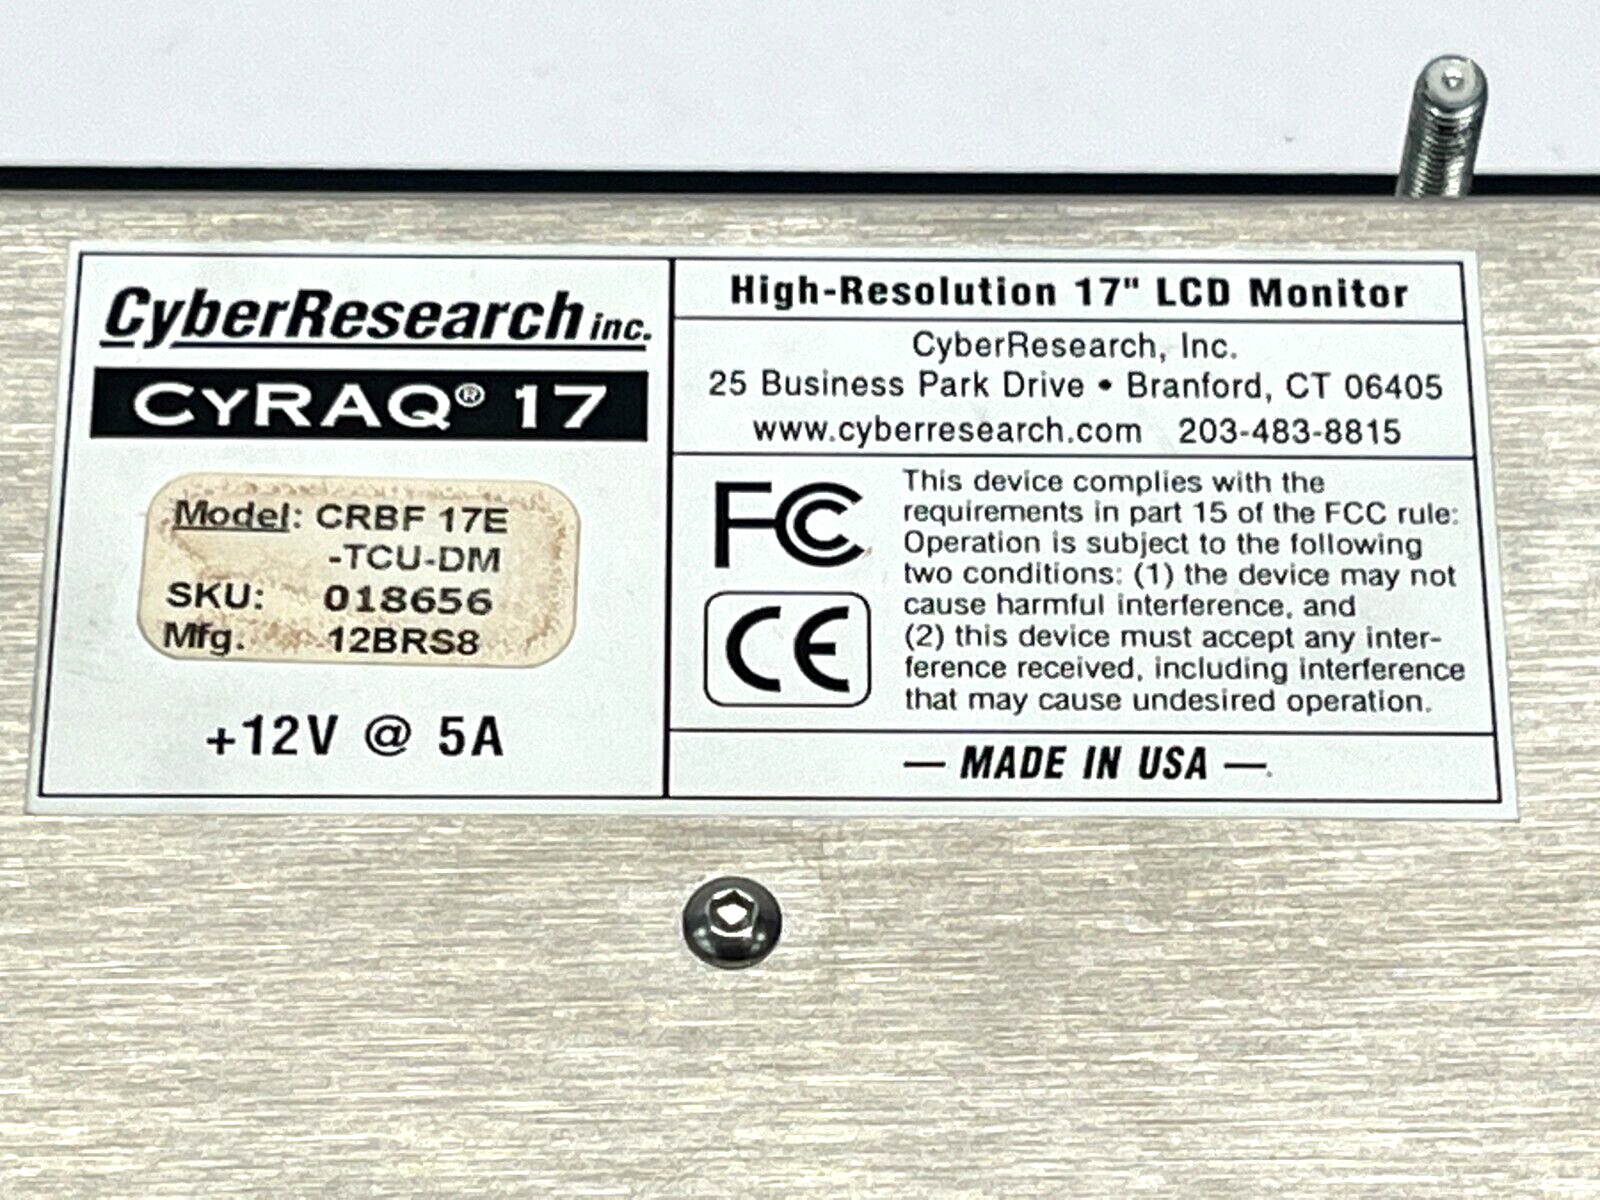 CyberResearch inc.
CYRAQ® 17
Model: CRBF 17E
-TCU-DM
SKU: 018656
Mfg. 12BRS8
+12V @ 5A
High-Resolution 17" LCD Monitor
CyberResearch, Inc.
25 Business Park Drive • Branford, CT 06405
www.cyberresearch.com 203-483-8815
FC
CE
This device complies with the
requirements in part 15 of the FCC rule:
Operation is subject to the following
two conditions: (1) the device may not
cause harmful interference, and
(2) this device must accept any inter-
ference received, including interference
that may cause undesired operation.
— MADE IN USA —